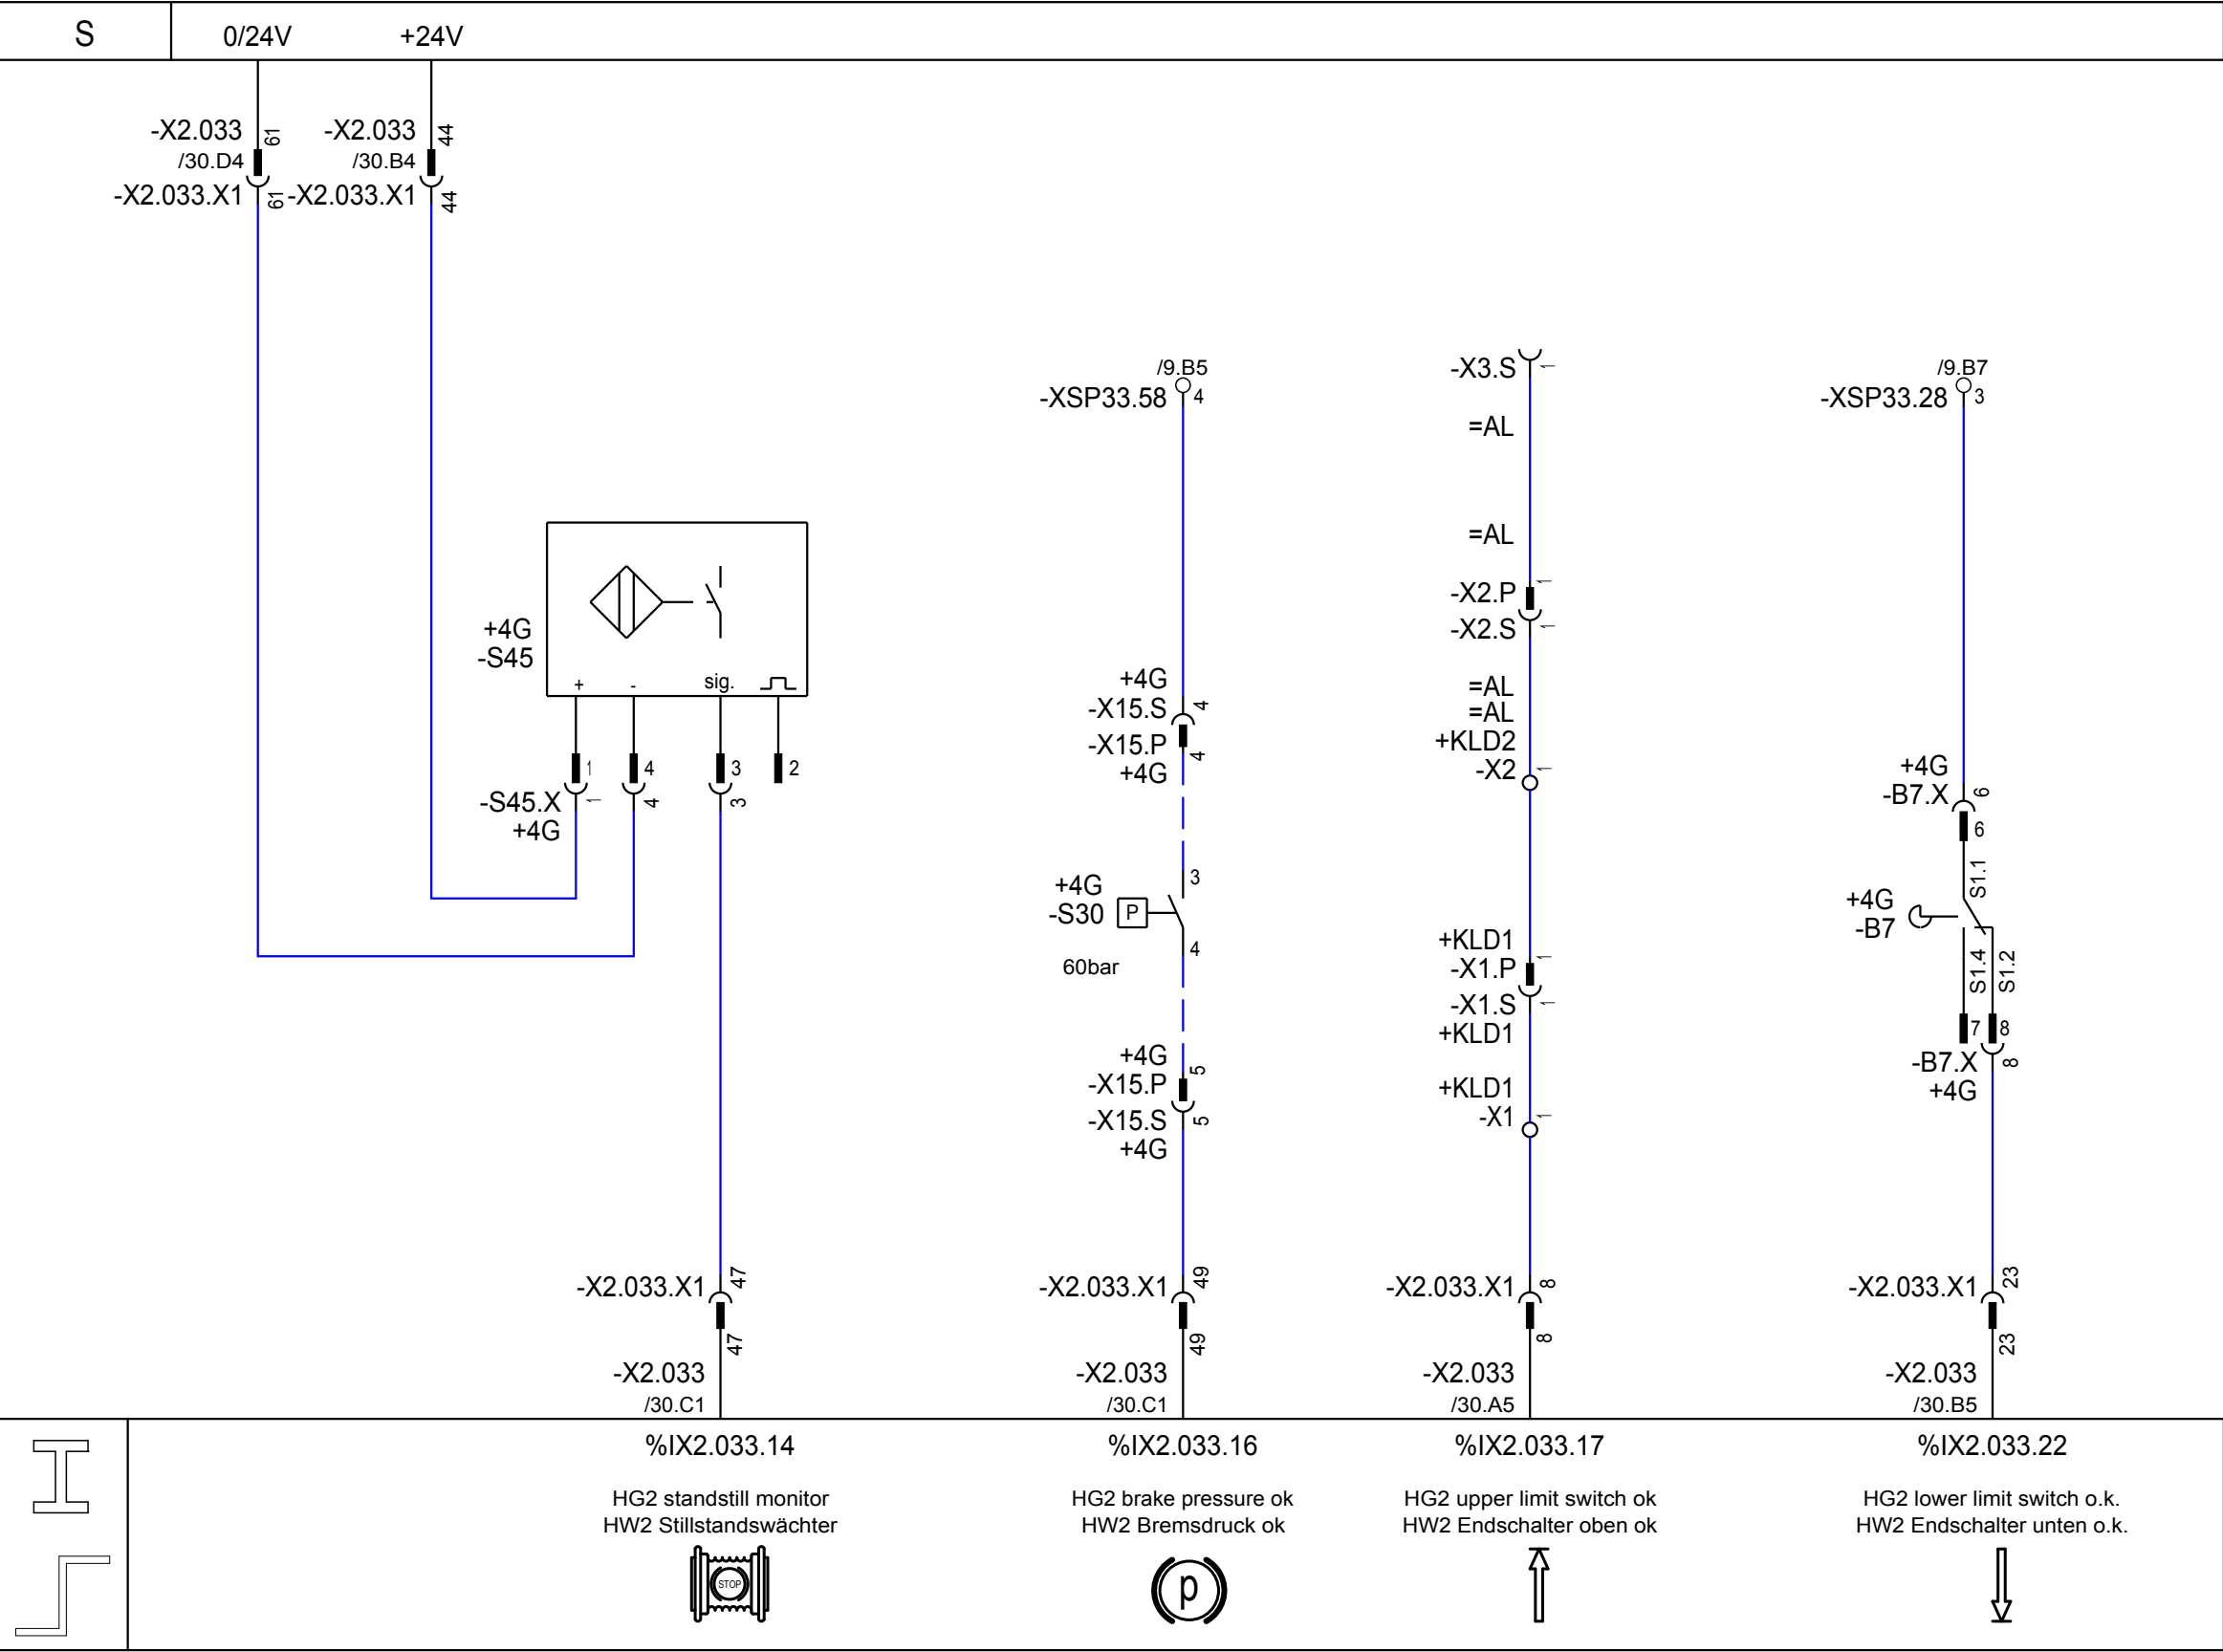 S
0/24V
+24V
-X2.033
61
/30.D4
-X2.033.X1
61
-X2.033
44
/30.B4
-X2.033.X1
44
+4G
-S45
+
-
sig.
1
4
3
2
-S45.X
1
4
3
+4G
-X2.033.X1
47
47
-X2.033
/30.C1
/9.B5
-XSP33.58
4
+4G
-X15.S
4
-X15.P
4
+4G
3
+4G
-S30
P
4
60bar
+4G
-X15.P
5
-X15.S
5
+4G
-X2.033.X1
49
49
-X2.033
/30.C1
-X3.S
1
=AL
=AL
1
-X2.P
-X2.S
1
=AL
=AL
+KLD2
-X2
1
+KLD1
1
-X1.P
-X1.S
1
+KLD1
+KLD1
-X1
1
-X2.033.X1
8
8
-X2.033
/30.A5
/9.B7
-XSP33.28
3
+4G
-B7.X
6
6
S1.1
+4G
-B7
S1.4
S1.2
7
8
-B7.X
8
+4G
-X2.033.X1
23
23
-X2.033
/30.B5
%IX2.033.14
HG2 standstill monitor
HW2 Stillstandswächter
STOP
%IX2.033.16
HG2 brake pressure ok
HW2 Bremsdruck ok
p
%IX2.033.17
HG2 upper limit switch ok
HW2 Endschalter oben ok
%IX2.033.22
HG2 lower limit switch o.k.
HW2 Endschalter unten o.k.